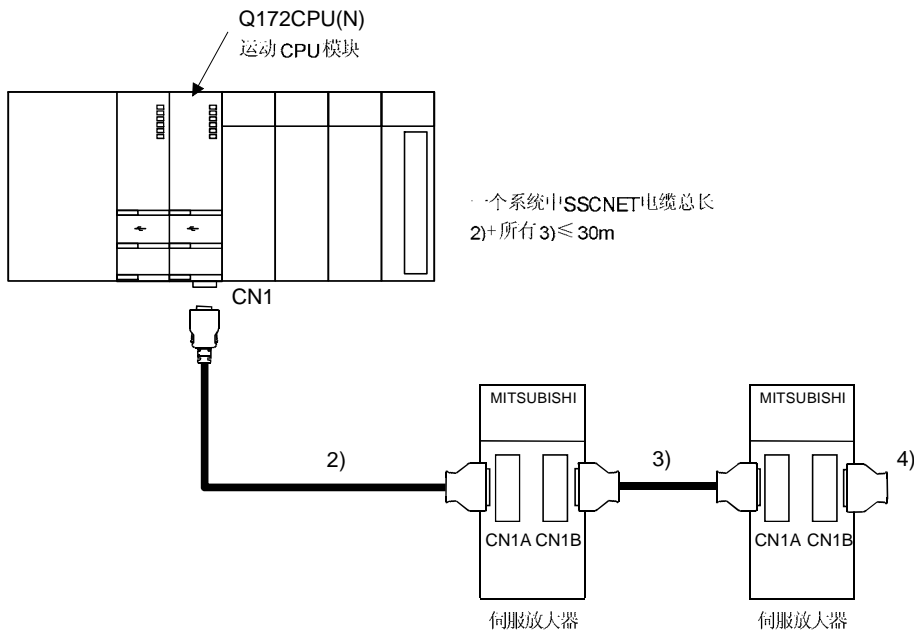 Q172CPU(N)
运动CPU模块
一个系统中SSCNET电缆总长
2)+所有3)≤30m
CN1
MITSUBISHI
MITSUBISHI
2)
3)
4)
CN1A CN1B
CN1A CN1B
伺服放大器
伺服放大器